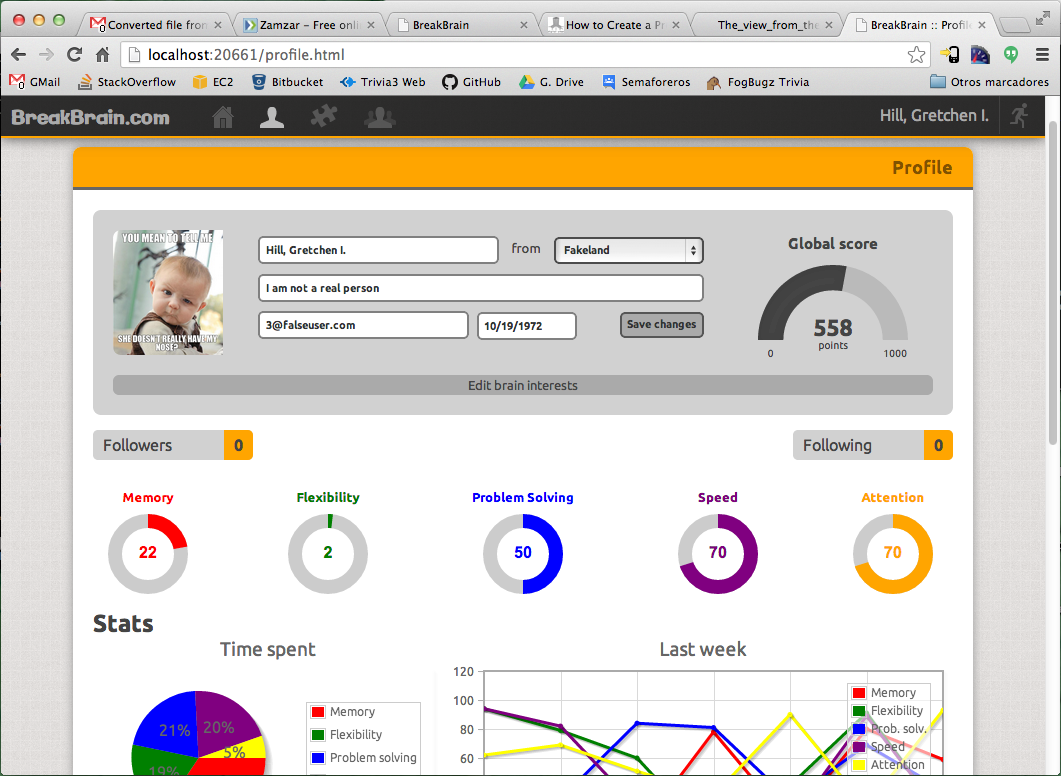 Converted file from
Zamzar – Free onlin
BreakBrain
How to Create a Pr
The_view_from_the
BreakBrain :: Profile
localhost:20661/profile.html
GMail StackOverflow EC2 Bitbucket Trivia3 Web GitHub G. Drive Semaforeros FogBugz Trivia Otros marcadores
BreakBrain.com Hill, Gretchen I.
Profile
YOU MEAN TO TELL ME
SHE DOESN'T REALLY HAVE MY
NOSE?
Hill, Gretchen I. from Fakeland
I am not a real person
3@falseuser.com 10/19/1972 Save changes
Global score
558
points
0 1000
Edit brain interests
Followers 0 Following 0
Memory Flexibility Problem Solving Speed Attention
22 2 50 70 70
Stats
Time spent
21% 20%
5%
19%
Memory
Flexibility
Problem solving
Last week
120
100
80
60
Memory
Flexibility
Prob. solv.
Speed
Attention